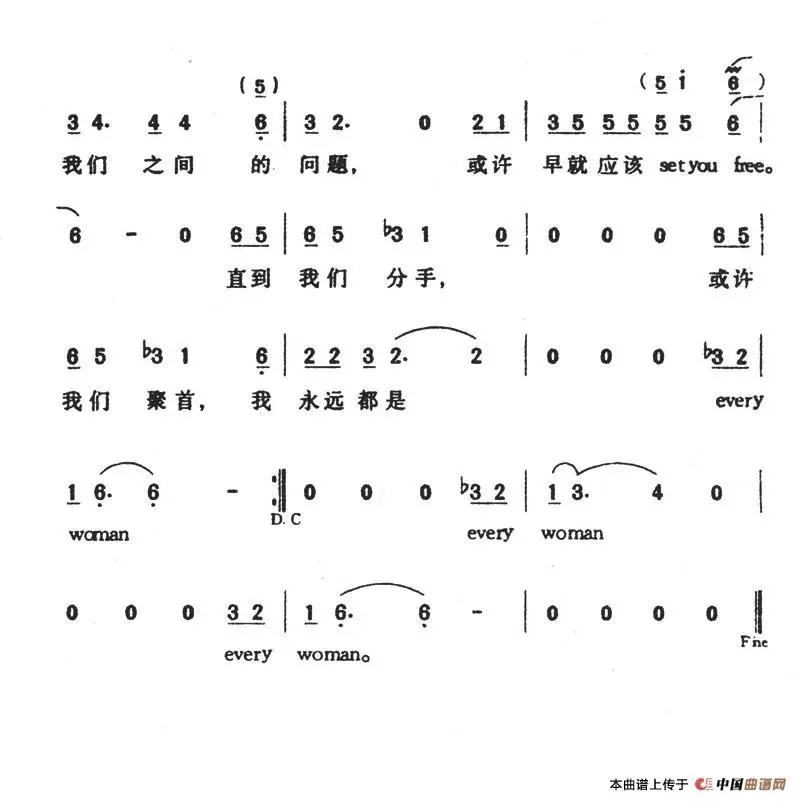 (5) (5 i 6)
3 4. 4 4 6 | 3 2. 0 2 1 | 3 5 5 5 5 5 6 |
我们 之间 的 问题， 或许 早就应该 set you free。
6 - 0 6 5 | 6 5 ♭3 1 0 | 0 0 0 6 5 |
直到 我们 分手， 或许
6 5 ♭3 1 6 | 2 2 3 2. 2 | 0 0 0 ♭3 2 |
我们 聚首， 我 永远都是 every
1 6. 6 - :‖ 0 0 0 ♭3 2 | 1 3. 4 0 |
D.C
woman every woman
0 0 0 3 2 | 1 6. 6 - | 0 0 0 0 ‖
Fine
every woman。
本曲谱上传于 中国曲谱网